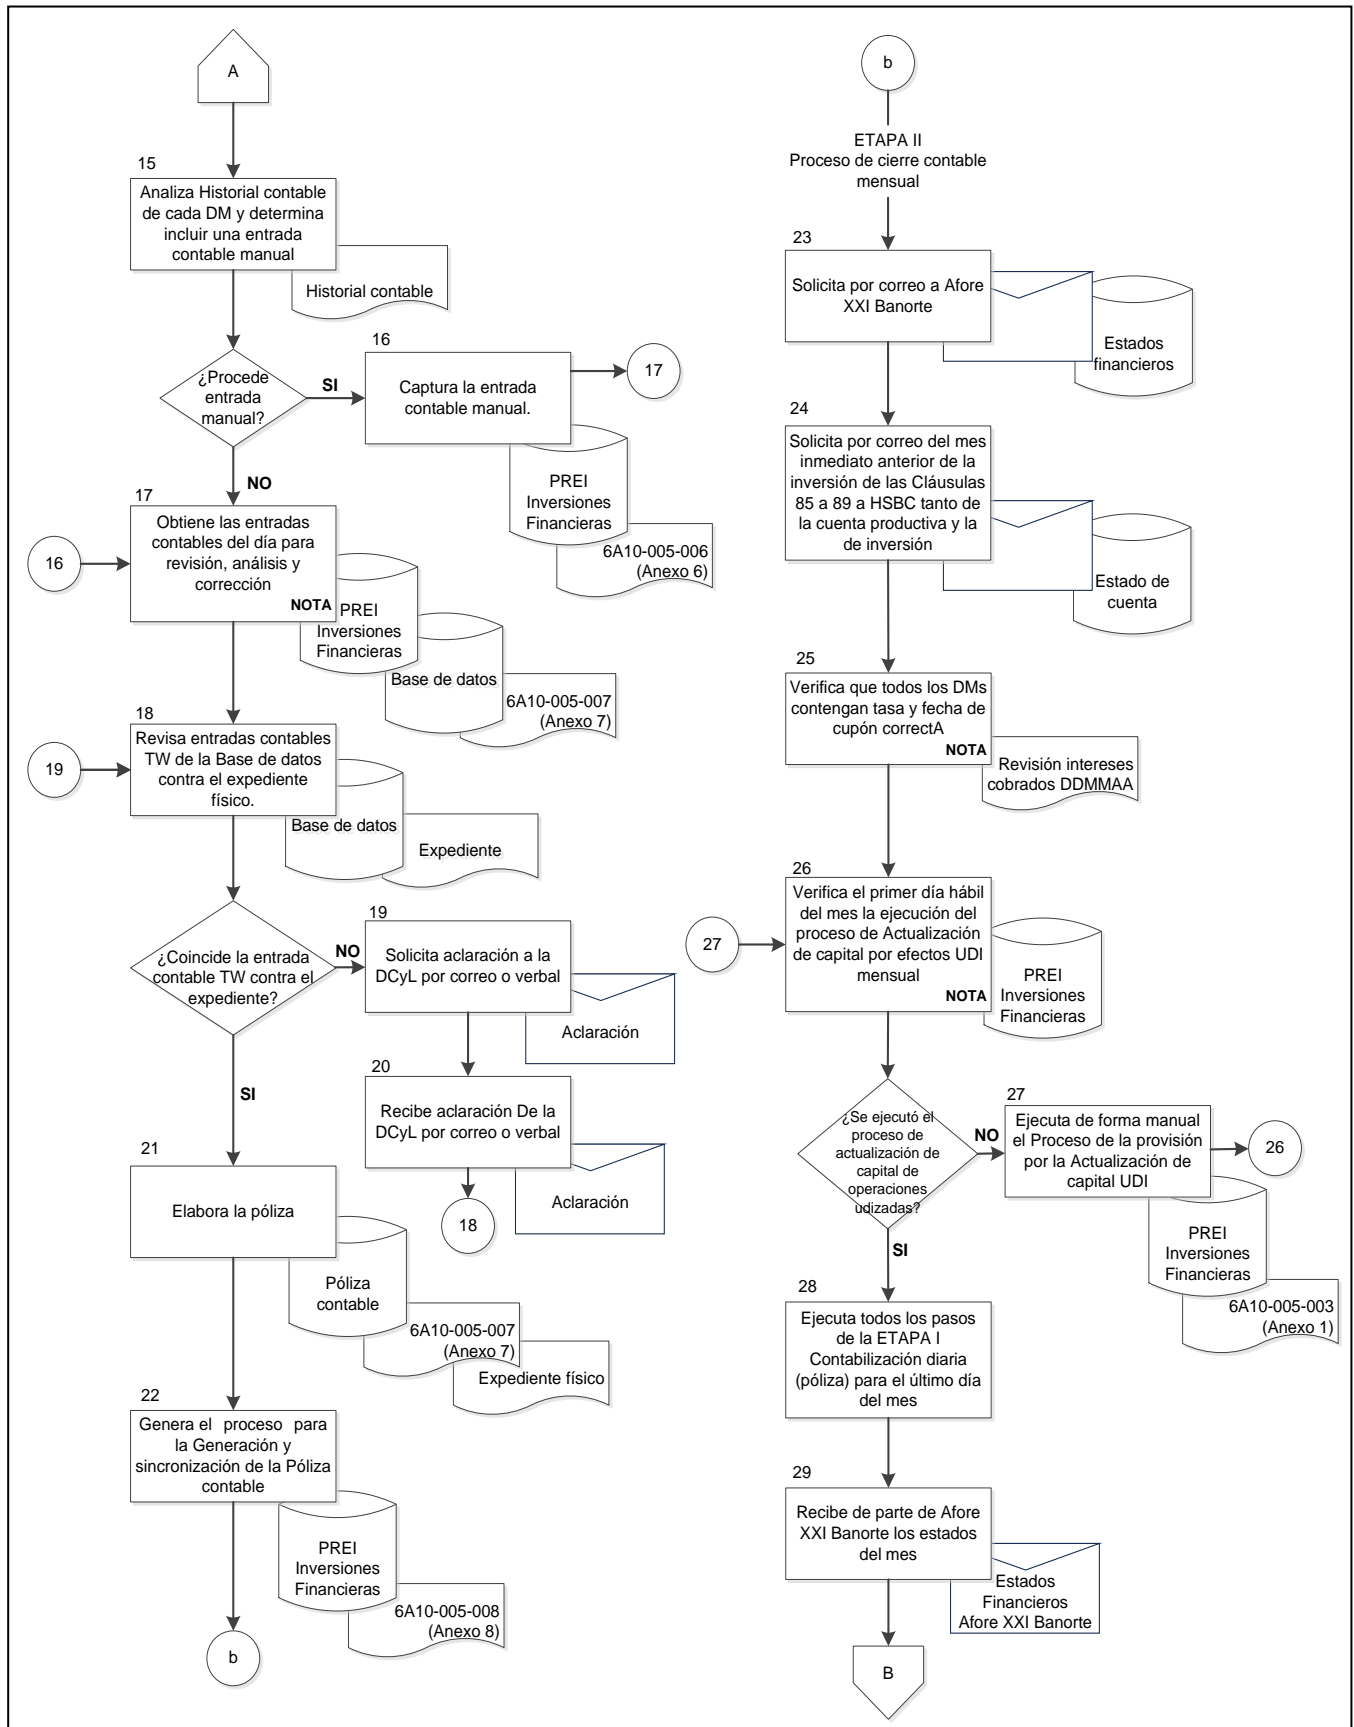 A
15
Analiza Historial contable
de cada DM y determina
incluir una entrada
contable manual
Historial contable
¿Procede
entrada
manual?
SI
16
Captura la entrada
contable manual.
17
PREI
Inversiones
Financieras
6A10-005-006
(Anexo 6)
NO
17
Obtiene las entradas
contables del día para
revisión, análisis y
corrección
NOTA
16
PREI
Inversiones
Financieras
Base de datos
6A10-005-007
(Anexo 7)
18
Revisa entradas contables
TW de la Base de datos
contra el expediente
físico.
19
Base de datos
Expediente
¿Coincide la entrada
contable TW contra el
expediente?
NO
19
Solicita aclaración a la
DCyL por correo o verbal
Aclaración
20
Recibe aclaración De la
DCyL por correo o verbal
Aclaración
18
SI
21
Elabora la póliza
Póliza
contable
6A10-005-007
(Anexo 7)
Expediente físico
22
Genera el proceso para
la Generación y
sincronización de la Póliza
contable
PREI
Inversiones
Financieras
6A10-005-008
(Anexo 8)
b
b
ETAPA II
Proceso de cierre contable
mensual
23
Solicita por correo a Afore
XXI Banorte
Estados
financieros
24
Solicita por correo del mes
inmediato anterior de la
inversión de las Cláusulas
85 a 89 a HSBC tanto de
la cuenta productiva y la
de inversión
Estado de
cuenta
25
Verifica que todos los DMs
contengan tasa y fecha de
cupón correctA
NOTA
Revisión intereses
cobrados DDMMAA
26
Verifica el primer día hábil
del mes la ejecución del
proceso de Actualización
de capital por efectos UDI
mensual
NOTA
27
PREI
Inversiones
Financieras
¿Se ejecutó el
proceso de
actualización de
capital de
operaciones
udizadas?
NO
27
Ejecuta de forma manual
el Proceso de la provisión
por la Actualización de
capital UDI
26
PREI
Inversiones
Financieras
6A10-005-003
(Anexo 1)
SI
28
Ejecuta todos los pasos
de la ETAPA I
Contabilización diaria
(póliza) para el último día
del mes
29
Recibe de parte de Afore
XXI Banorte los estados
del mes
Estados
Financieros
Afore XXI Banorte
B